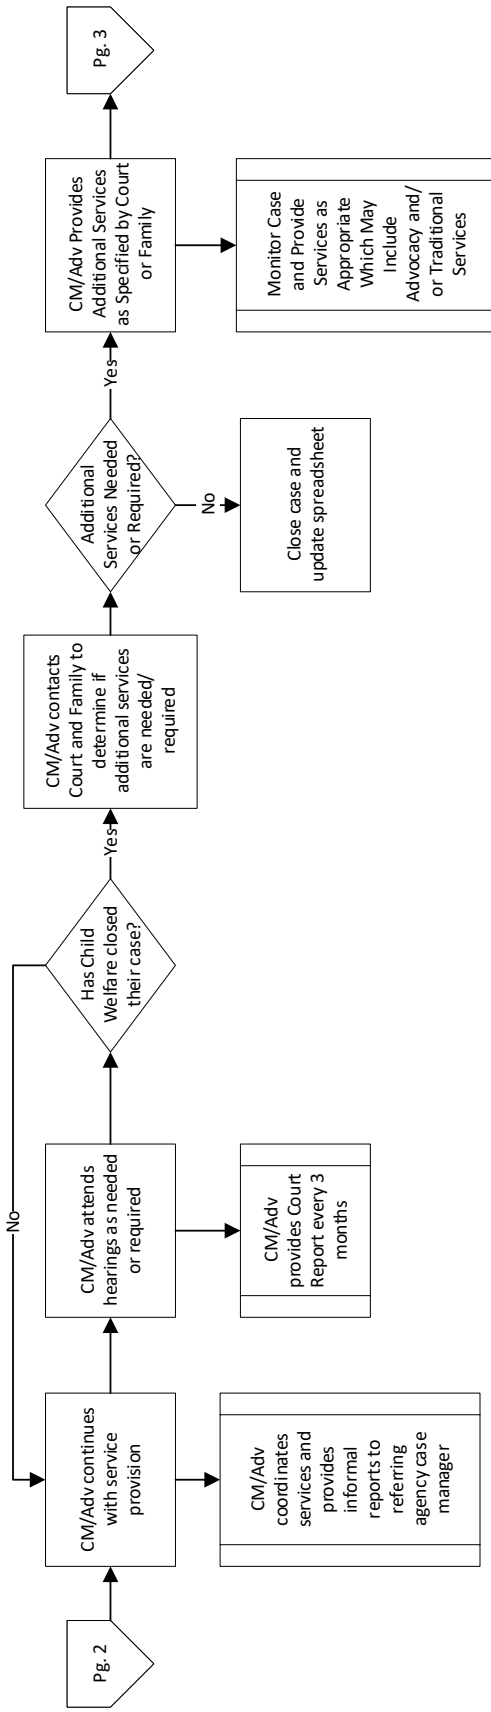 Pg. 2
CM/Adv continues
with service
provision
CM/Adv
coordinates
services and
provides
informal
reports to
referring
agency case
manager
No
CM/Adv attends
hearings as needed
or required
CM/Adv
provides Court
Report every 3
months
Has Child
Welfare closed
their case?
Yes
CM/Adv contacts
Court and Family to
determine if
additional services
are needed/
required
Additional
Services Needed
or Required?
No
Close case and
update spreadsheet
Yes
CM/Adv Provides
Additional Services
as Specified by Court
or Family
Monitor Case
and Provide
Services as
Appropriate
Which May
Include
Advocacy and/
or Traditional
Services
Pg. 3